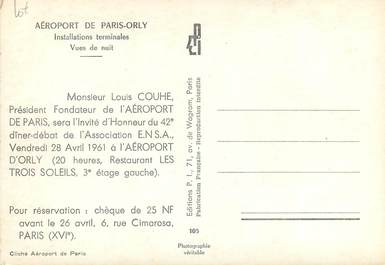 lot
AÉROPORT DE PARIS-ORLY
Installations terminales
Vues de nuit
Monsieur Louis COUHE,
Président Fondateur de l'AÉROPORT
DE PARIS, sera l'Invité d'Honneur du 42e
dîner-débat de l'Association E.N.S.A.,
Vendredi 28 Avril 1961 à l'AÉROPORT
D'ORLY (20 heures, Restaurant LES
TROIS SOLEILS, 3e étage gauche).
Pour réservation : chèque de 25 NF
avant le 26 avril, 6, rue Cimarosa,
PARIS (XVIe).
Cliché Aéroport de Paris
Editions P. I., 71, av. de Wagram, Paris
Fabrication Française - Reproduction interdite
105
Photographie
véritable